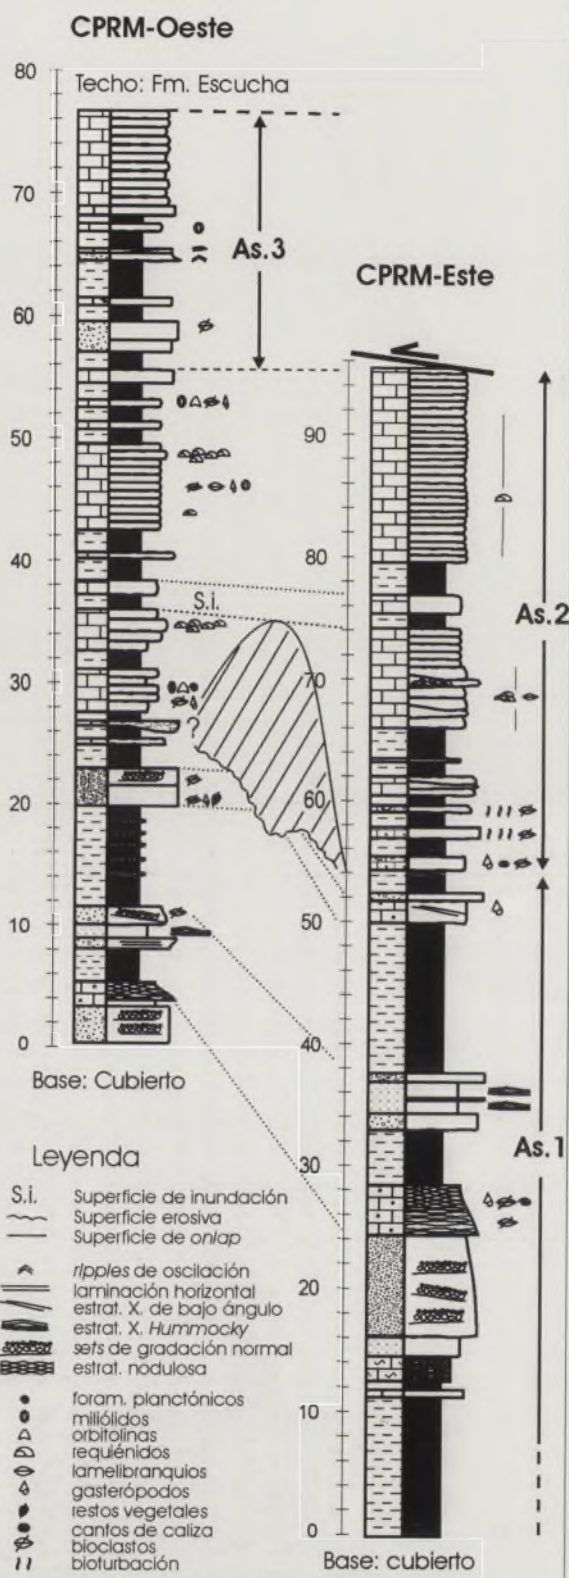 CPRM-Oeste
80
Techo: Fm. Escucha
70
As.3
CPRM-Este
60
50
90
40
80
S.i.
As.2
30
70
?
20
60
10
50
0
40
Base: Cubierto
Leyenda
30
As.1
S.i. Superficie de inundación
Superficie erosiva
Superficie de onlap
ripples de oscilación
laminación horizontal
20
estrat. X. de bajo ángulo
estrat. X. Hummocky
sets de gradación normal
estrat. nodulosa
foram. planctónicos
10
miliólidos
orbitolinas
requiénidos
lamelibranquios
gasterópodos
restos vegetales
cantos de caliza
0
bioclastos
bioturbación
Base: cubierto